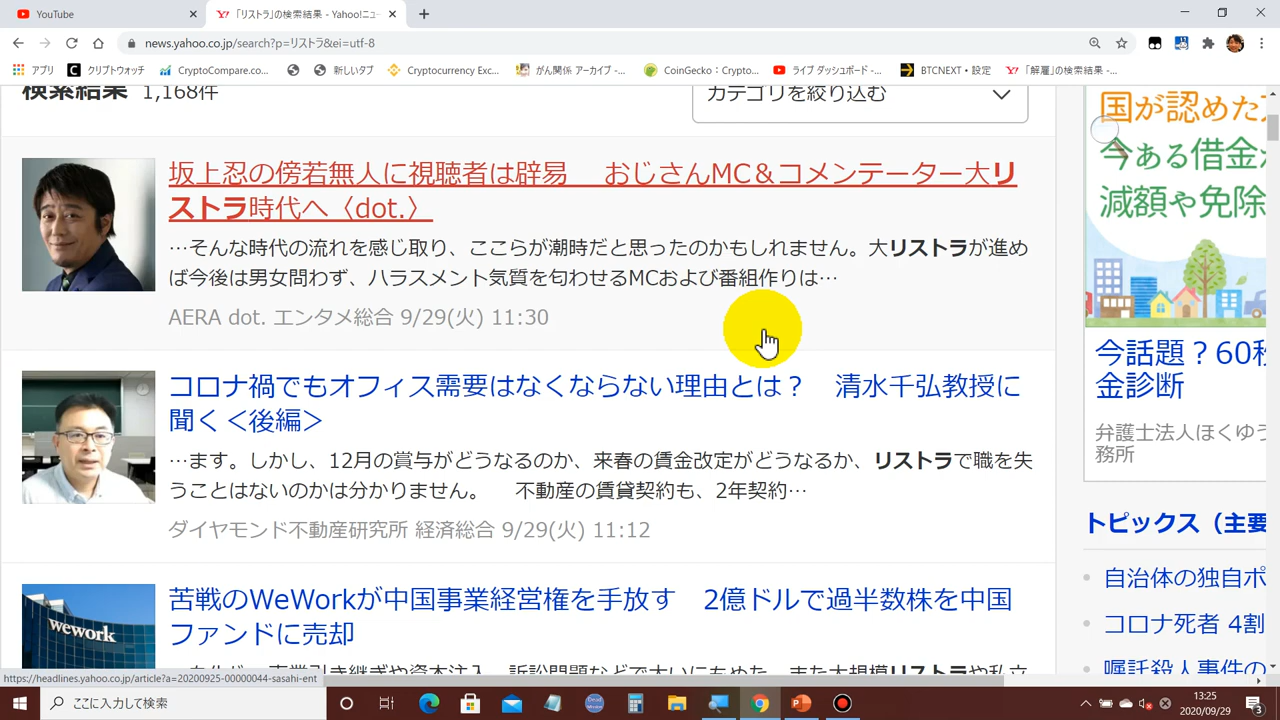 YouTube
「リストラ」の検索結果 - Yahoo!ニュ
news.yahoo.co.jp/search?p=リストラ&ei=utf-8
アプリ
クリプトウォッチ
CryptoCompare.co...
新しいタブ
Cryptocurrency Exc...
がん関係 アーカイブ -...
CoinGecko：Crypto...
ライブ ダッシュボード -...
BTCNEXT・設定
「解雇」の検索結果 -...
検索結果 1,168件
カテゴリを絞り込む
坂上忍の傍若無人に視聴者は辟易　おじさんMC＆コメンテーター大リ
ストラ時代へ〈dot.〉
…そんな時代の流れを感じ取り、ここらが潮時だと思ったのかもしれません。大リストラが進め
ば今後は男女問わず、ハラスメント気質を匂わせるMCおよび番組作りは…
AERA dot. エンタメ総合 9/29(火) 11:30
コロナ禍でもオフィス需要はなくならない理由とは？　清水千弘教授に
聞く＜後編＞
…ます。しかし、12月の賞与がどうなるのか、来春の賃金改定がどうなるか、リストラで職を失
うことはないのかは分かりません。　不動産の賃貸契約も、2年契約…
ダイヤモンド不動産研究所 経済総合 9/29(火) 11:12
wework
苦戦のWeWorkが中国事業経営権を手放す　2億ドルで過半数株を中国
ファンドに売却
国が認めた
今ある借金
減額や免除
今話題？60秒
金診断
弁護士法人ほくゆう
務所
トピックス（主要
自治体の独自ポ
コロナ死者 4割
嘱託殺人事件の
https://headlines.yahoo.co.jp/article?a=20200925-00000044-sasahi-ent
ここに入力して検索
13:25
2020/09/29
3